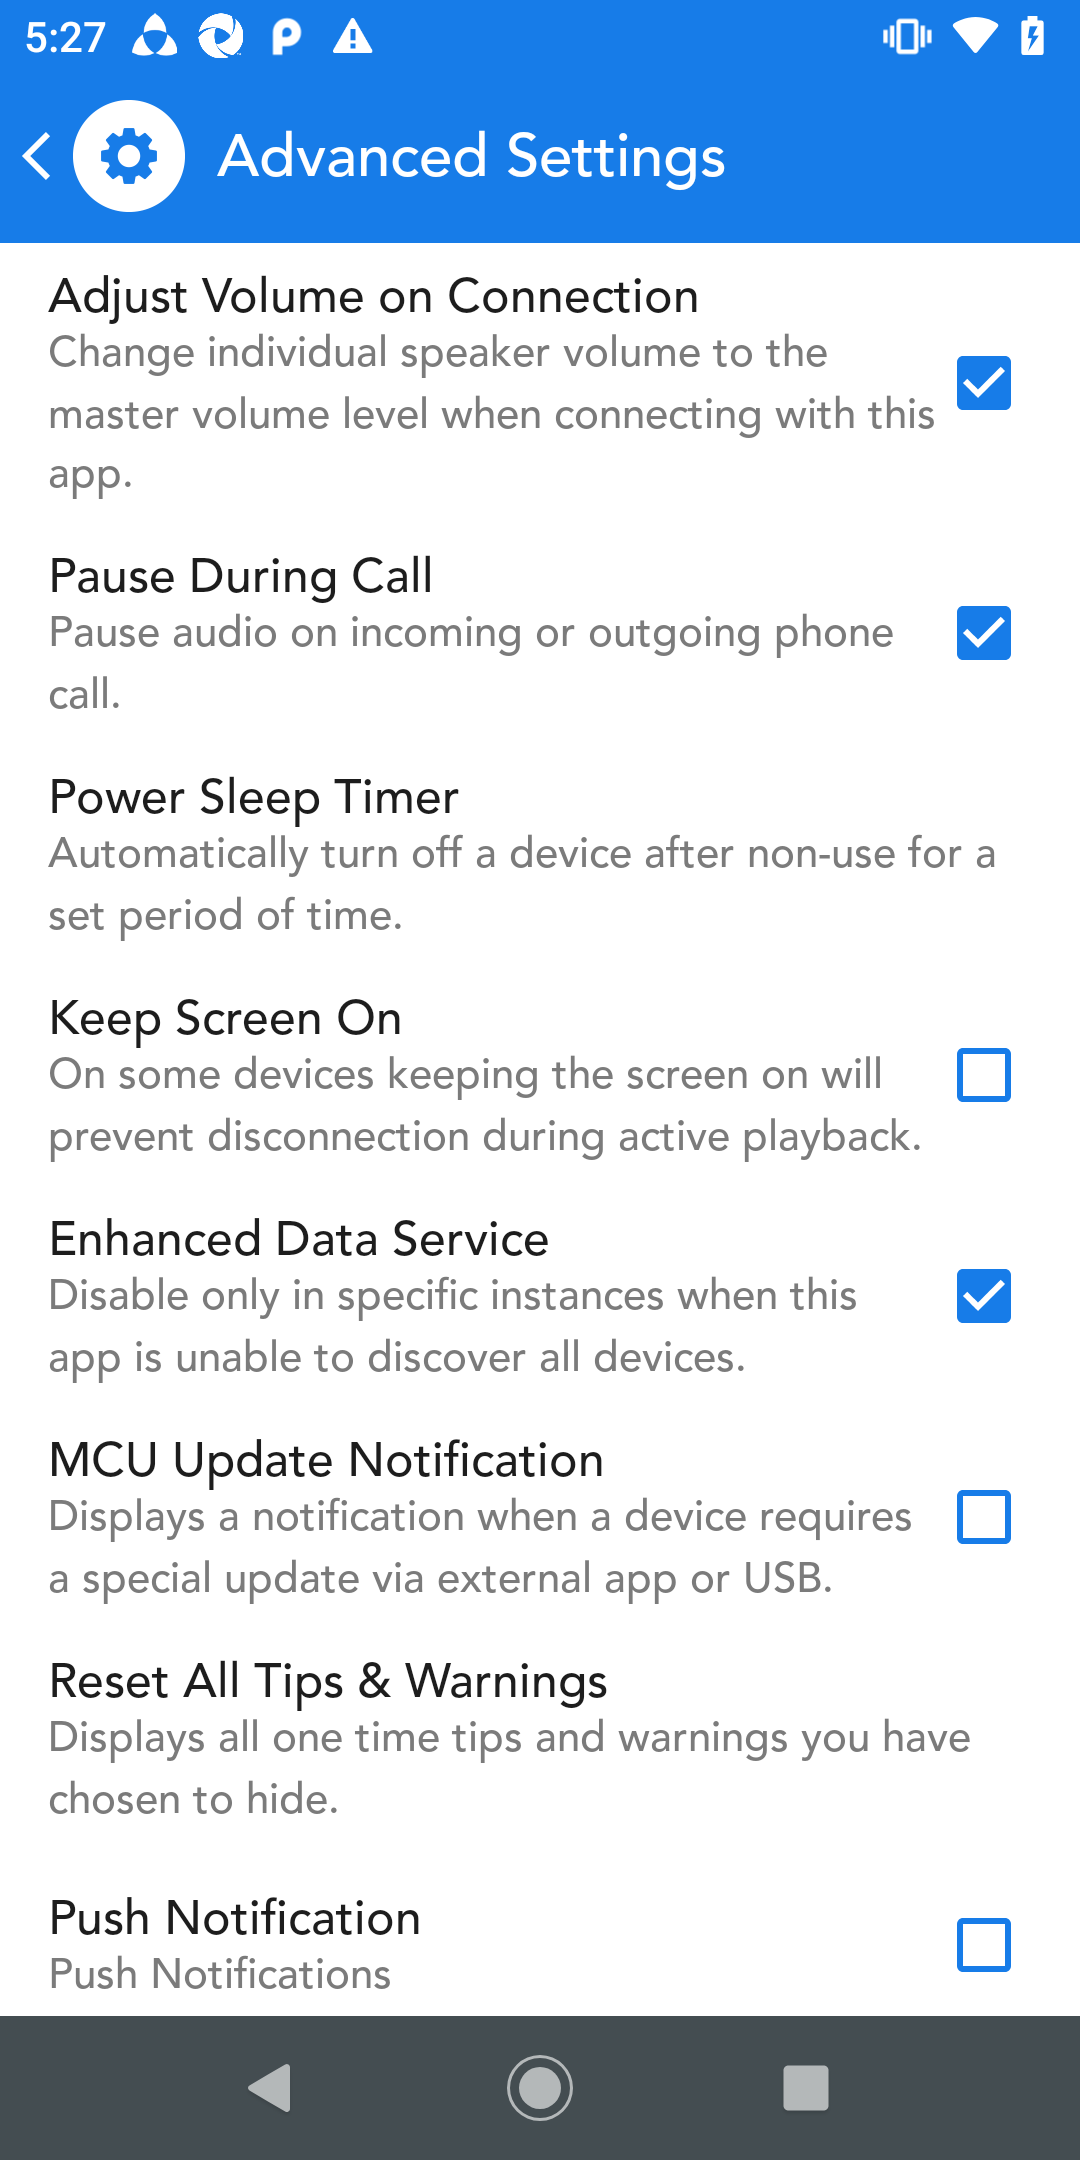 5:27
Advanced Settings
Adjust Volume on Connection
Change individual speaker volume to the
master volume level when connecting with this
app.
Pause During Call
Pause audio on incoming or outgoing phone
call.
Power Sleep Timer
Automatically turn off a device after non-use for a
set period of time.
Keep Screen On
On some devices keeping the screen on will
prevent disconnection during active playback.
Enhanced Data Service
Disable only in specific instances when this
app is unable to discover all devices.
MCU Update Notification
Displays a notification when a device requires
a special update via external app or USB.
Reset All Tips & Warnings
Displays all one time tips and warnings you have
chosen to hide.
Push Notification
Push Notifications